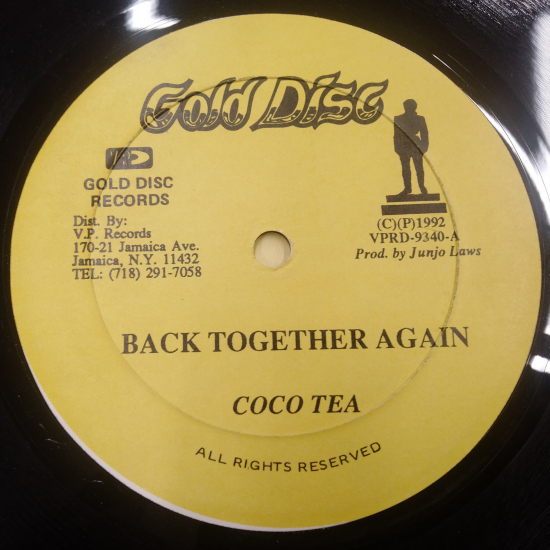 Gold Disc
GOLD DISC
RECORDS
Dist. By:
V.P. Records
170-21 Jamaica Ave.
Jamaica, N.Y. 11432
TEL: (718) 291-7058
(C)(P)1992
VPRD-9340-A
Prod. by Junjo Laws
BACK TOGETHER AGAIN
COCO TEA
ALL RIGHTS RESERVED